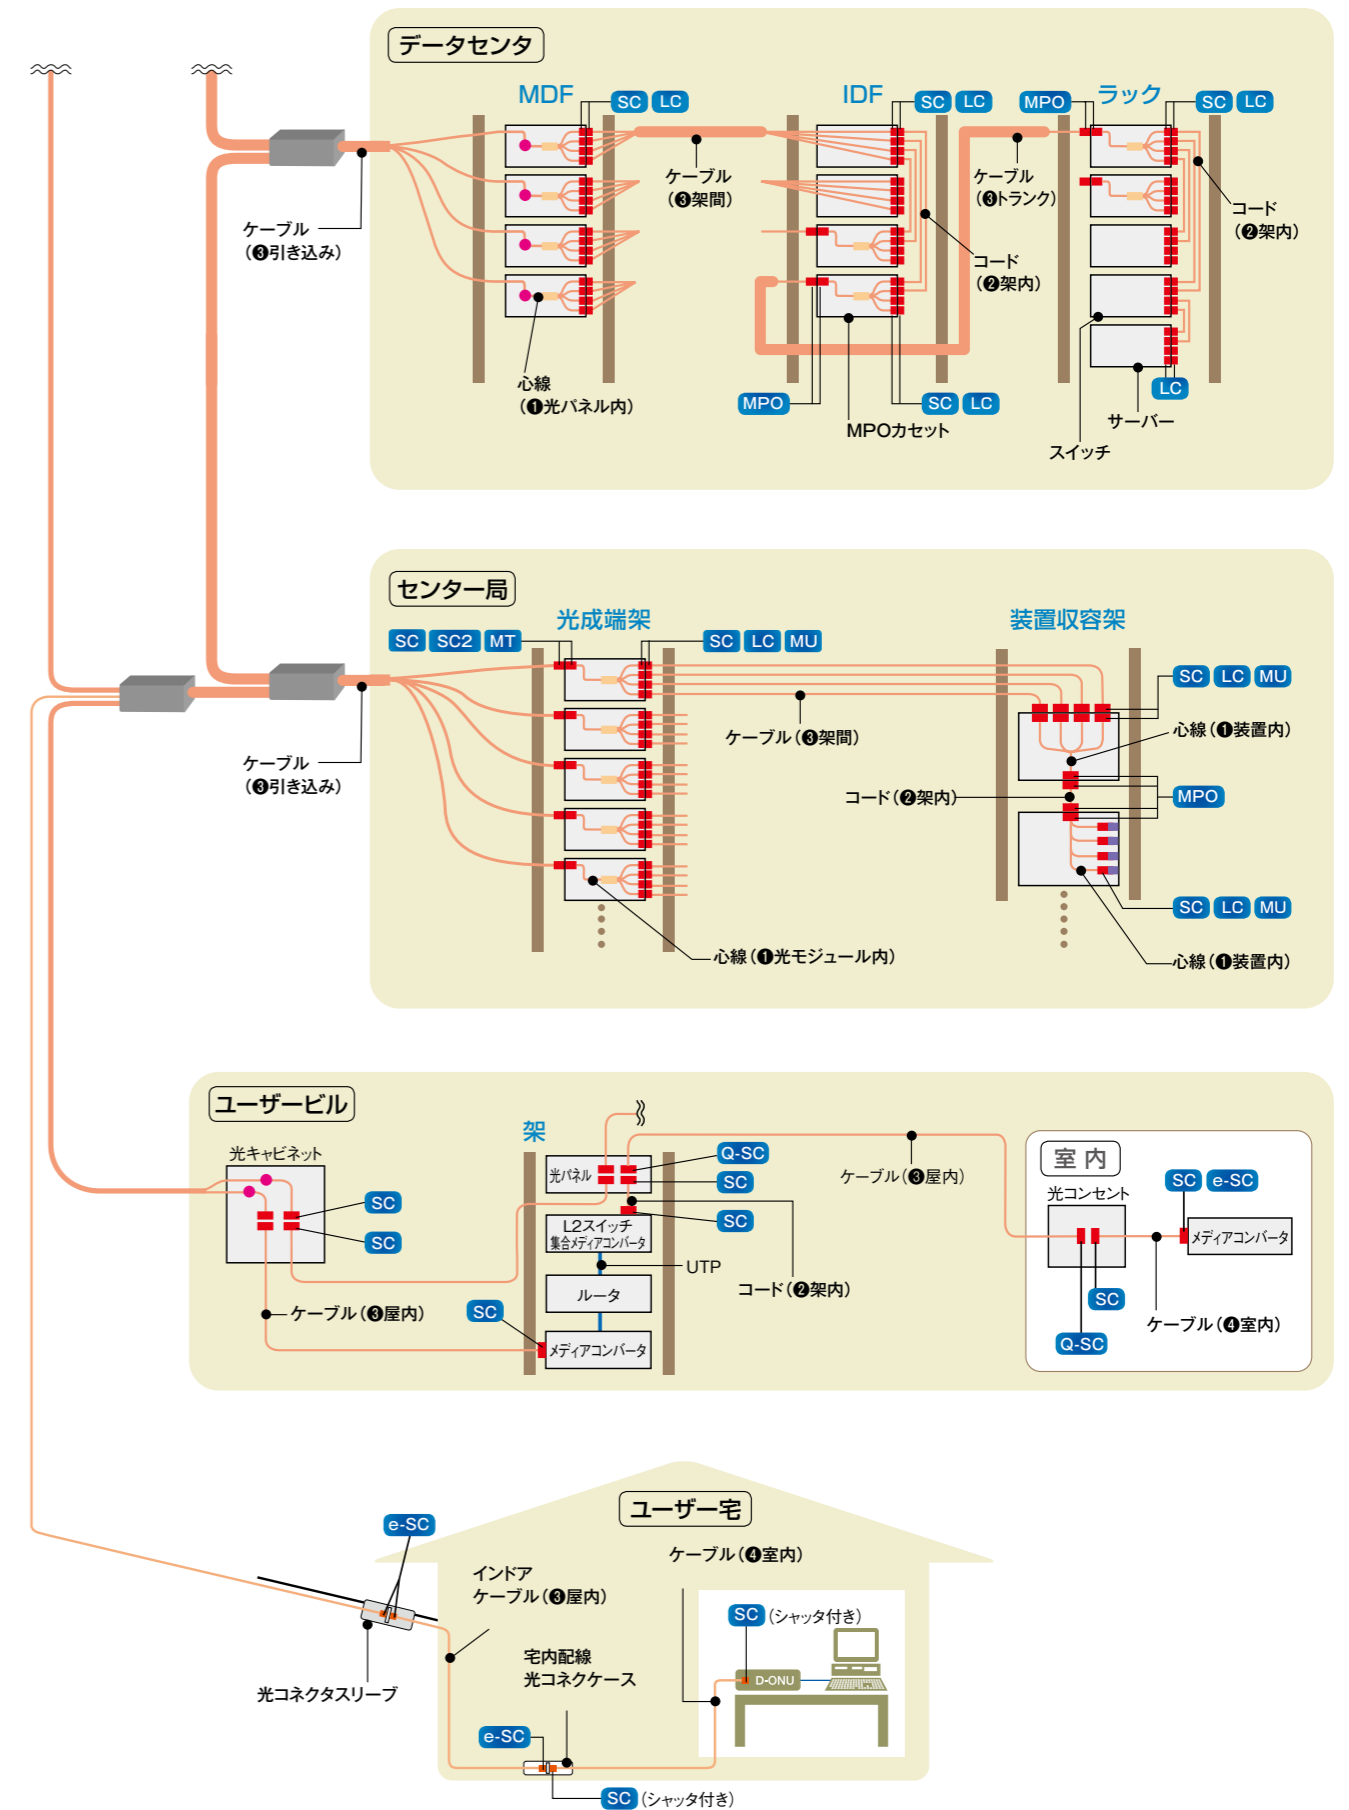 データセンタ
MDF
SC LC
IDF
SC LC
MPO
ラック
SC LC
ケーブル
(❸架間)
ケーブル
(❸トランク)
コード
(❷架内)
ケーブル
(❸引き込み)
コード
(❷架内)
心線
(❶光パネル内)
MPO
SC LC
MPOカセット
LC
サーバー
スイッチ
センター局
光成端架
装置収容架
SC SC2 MT
SC LC MU
SC LC MU
ケーブル(❸架間)
心線(❶装置内)
ケーブル
(❸引き込み)
コード(❷架内)
MPO
SC LC MU
心線(❶光モジュール内)
心線(❶装置内)
ユーザービル
架
光キャビネット
光パネル
Q-SC
SC
SC
SC
SC
L2スイッチ
集合メディアコンバータ
UTP
コード(❷架内)
ルータ
ケーブル(❸屋内)
SC
メディアコンバータ
ケーブル(❸屋内)
室内
光コンセント
SC e-SC
メディアコンバータ
SC
Q-SC
ケーブル(❹室内)
ユーザー宅
e-SC
ケーブル(❹室内)
インドア
ケーブル(❸屋内)
SC (シャッタ付き)
D-ONU
宅内配線
光コネクケース
光コネクタスリーブ
e-SC
SC (シャッタ付き)